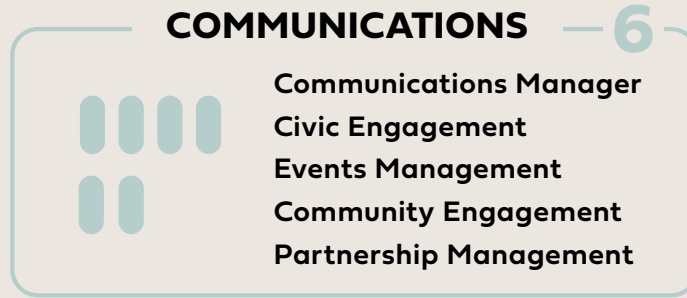 COMMUNICATIONS 6
Communications Manager
Civic Engagement
Events Management
Community Engagement
Partnership Management